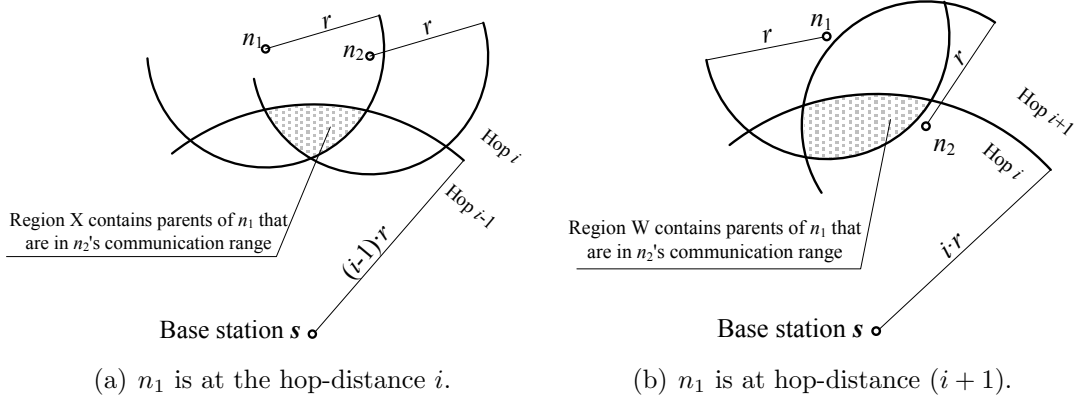 r
n1
n2
r
Hop i
Hop i-1
Region X contains parents of n1 that
are in n2's communication range
(i-1)·r
Base station s
(a) n1 is at the hop-distance i.
n1
r
r
n2
Hop i+1
Hop i
Region W contains parents of n1 that
are in n2's communication range
i·r
Base station s
(b) n1 is at hop-distance (i + 1).